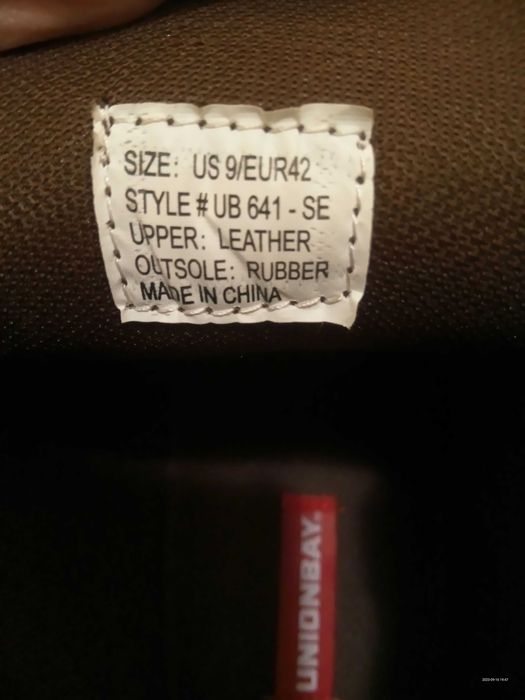 SIZE: US 9/EUR42
STYLE # UB 641 - SE
UPPER: LEATHER
OUTSOLE: RUBBER
MADE IN CHINA
UNIONBAY.